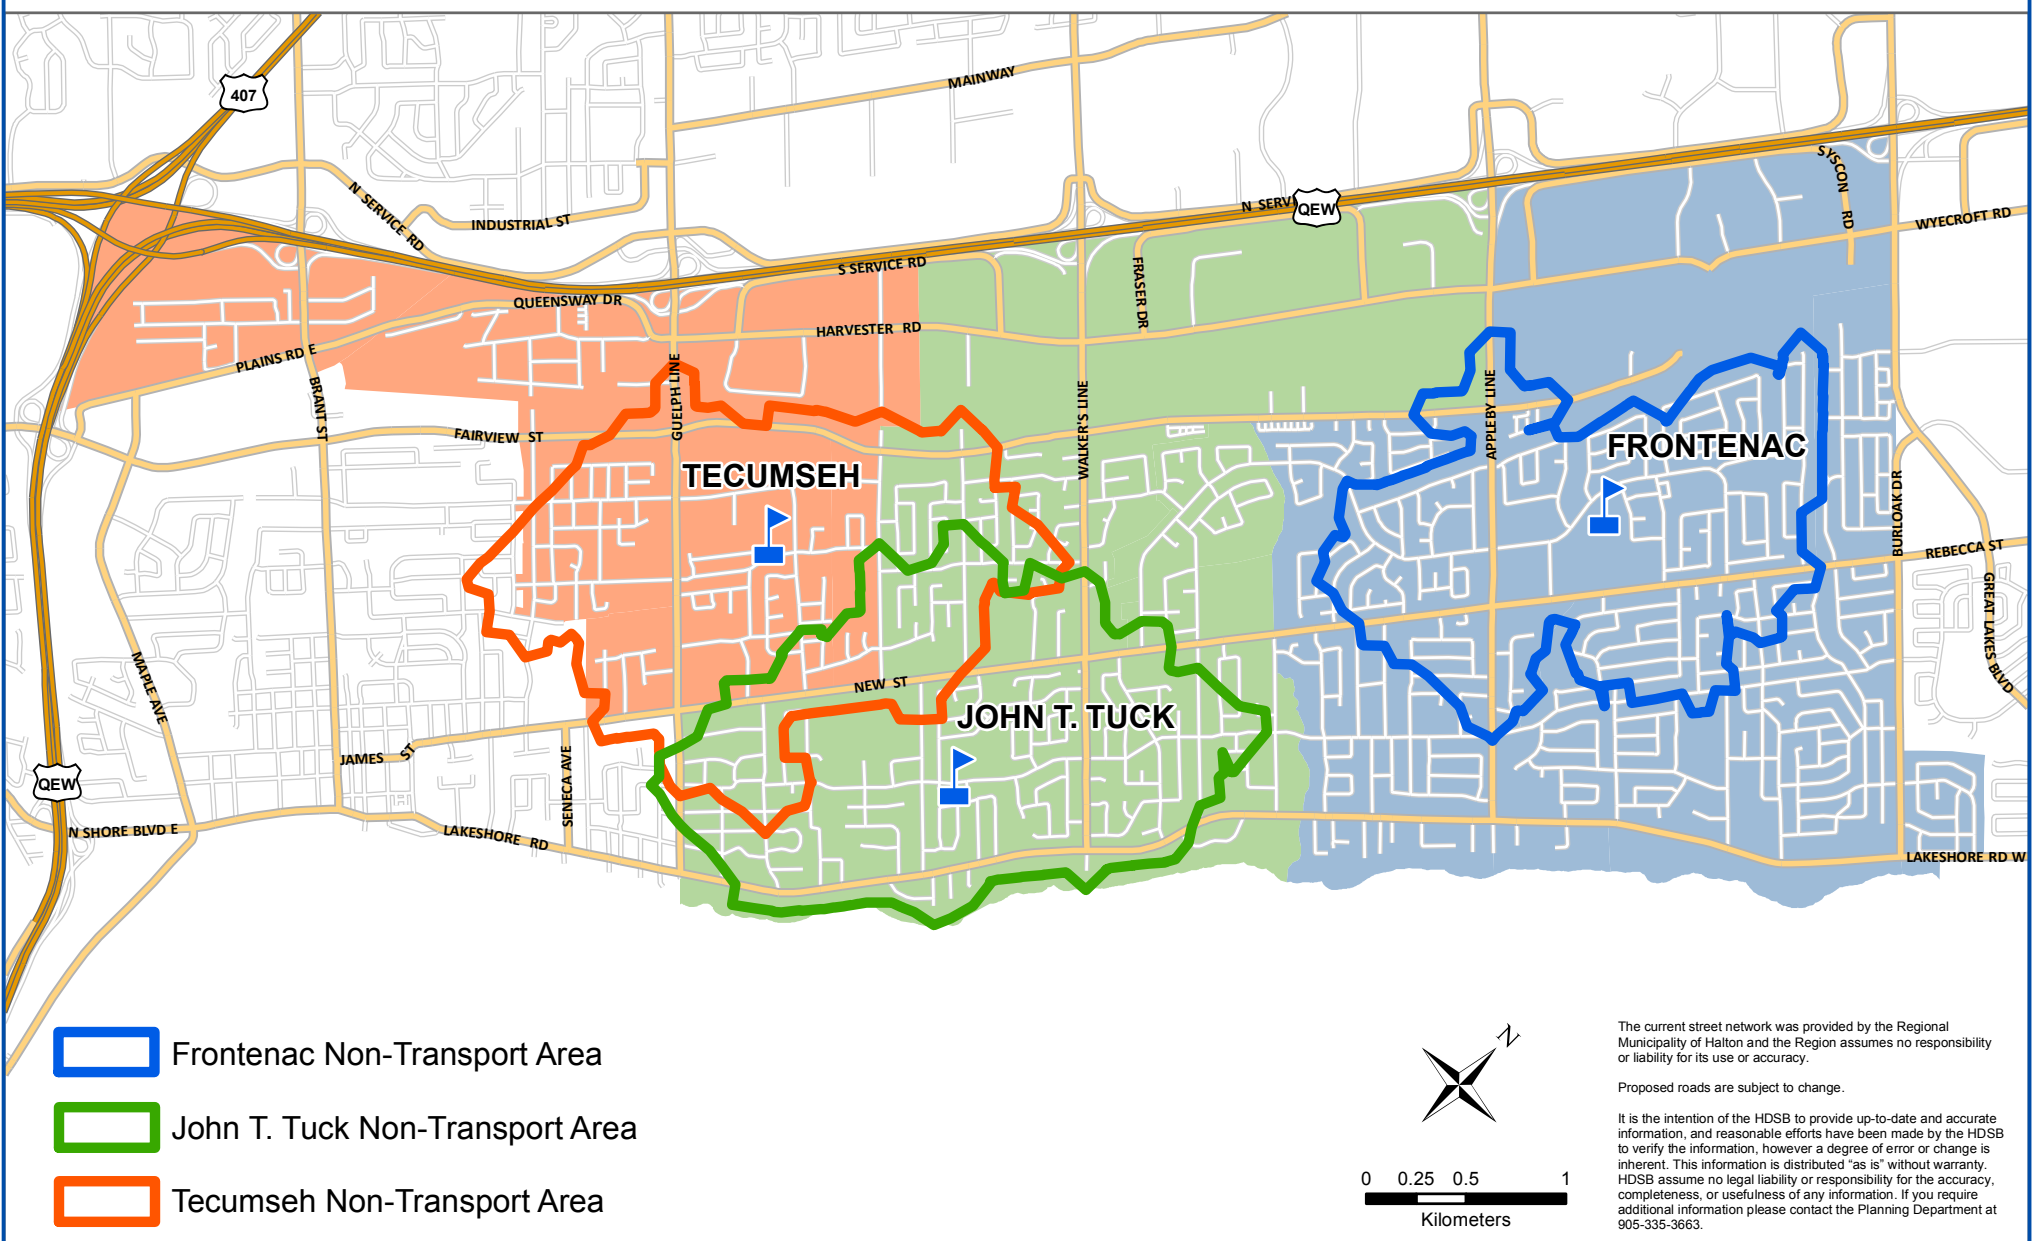 407
MAINWAY
N SERVICE RD
INDUSTRIAL ST
N SERV
QEW
SYSCON RD
WYECROFT RD
S SERVICE RD
FRASER DR
QUEENSWAY DR
HARVESTER RD
PLAINS RD E
BRANT ST
GUELPH LINE
WALKER'S LINE
APPLEBY LINE
FAIRVIEW ST
TECUMSEH
FRONTENAC
BURLOAK DR
REBECCA ST
GREAT LAKES BLVD
MAPLE AVE
NEW ST
JOHN T. TUCK
JAMES ST
SENECA AVE
QEW
N SHORE BLVD E
LAKESHORE RD
LAKESHORE RD W
Frontenac Non-Transport Area
John T. Tuck Non-Transport Area
Tecumseh Non-Transport Area
N
0 0.25 0.5 1
Kilometers
The current street network was provided by the Regional
Municipality of Halton and the Region assumes no responsibility
or liability for its use or accuracy.
Proposed roads are subject to change.
It is the intention of the HDSB to provide up-to-date and accurate
information, and reasonable efforts have been made by the HDSB
to verify the information, however a degree of error or change is
inherent. This information is distributed “as is” without warranty.
HDSB assume no legal liability or responsibility for the accuracy,
completeness, or usefulness of any information. If you require
additional information please contact the Planning Department at
905-335-3663.